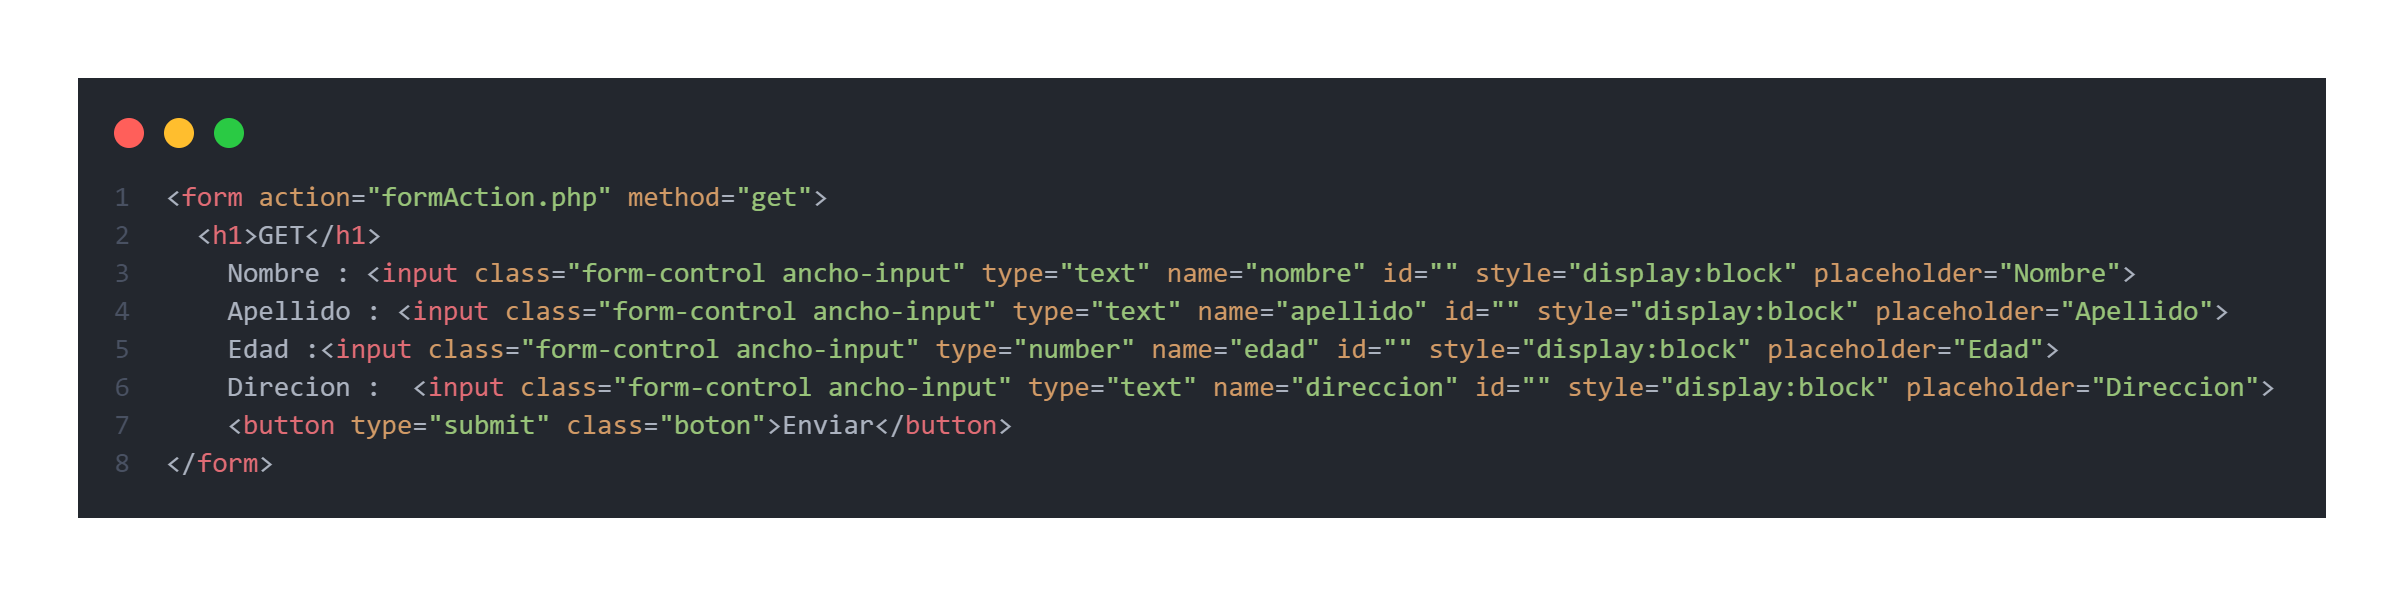 1 <form action="formAction.php" method="get">
2 <h1>GET</h1>
3 Nombre : <input class="form-control ancho-input" type="text" name="nombre" id="" style="display:block" placeholder="Nombre">
4 Apellido : <input class="form-control ancho-input" type="text" name="apellido" id="" style="display:block" placeholder="Apellido">
5 Edad :<input class="form-control ancho-input" type="number" name="edad" id="" style="display:block" placeholder="Edad">
6 Direcion :  <input class="form-control ancho-input" type="text" name="direccion" id="" style="display:block" placeholder="Direccion">
7 <button type="submit" class="boton">Enviar</button>
8 </form>